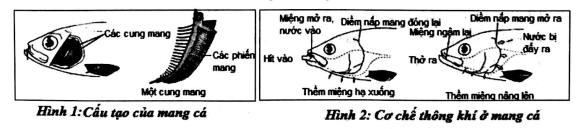 Các cung mang
Các phiến
mang
Một cung mang
Miệng mở ra,
nước vào
Diềm nắp mang đóng lại
Hít vào
Thềm miệng hạ xuống
Diềm nắp mang mở ra
Miệng ngậm lại
Nước bị
đẩy ra
Thở ra
Thềm miệng nâng lên
Hình 1: Cấu tạo của mang cá
Hình 2: Cơ chế thông khí ở mang cá